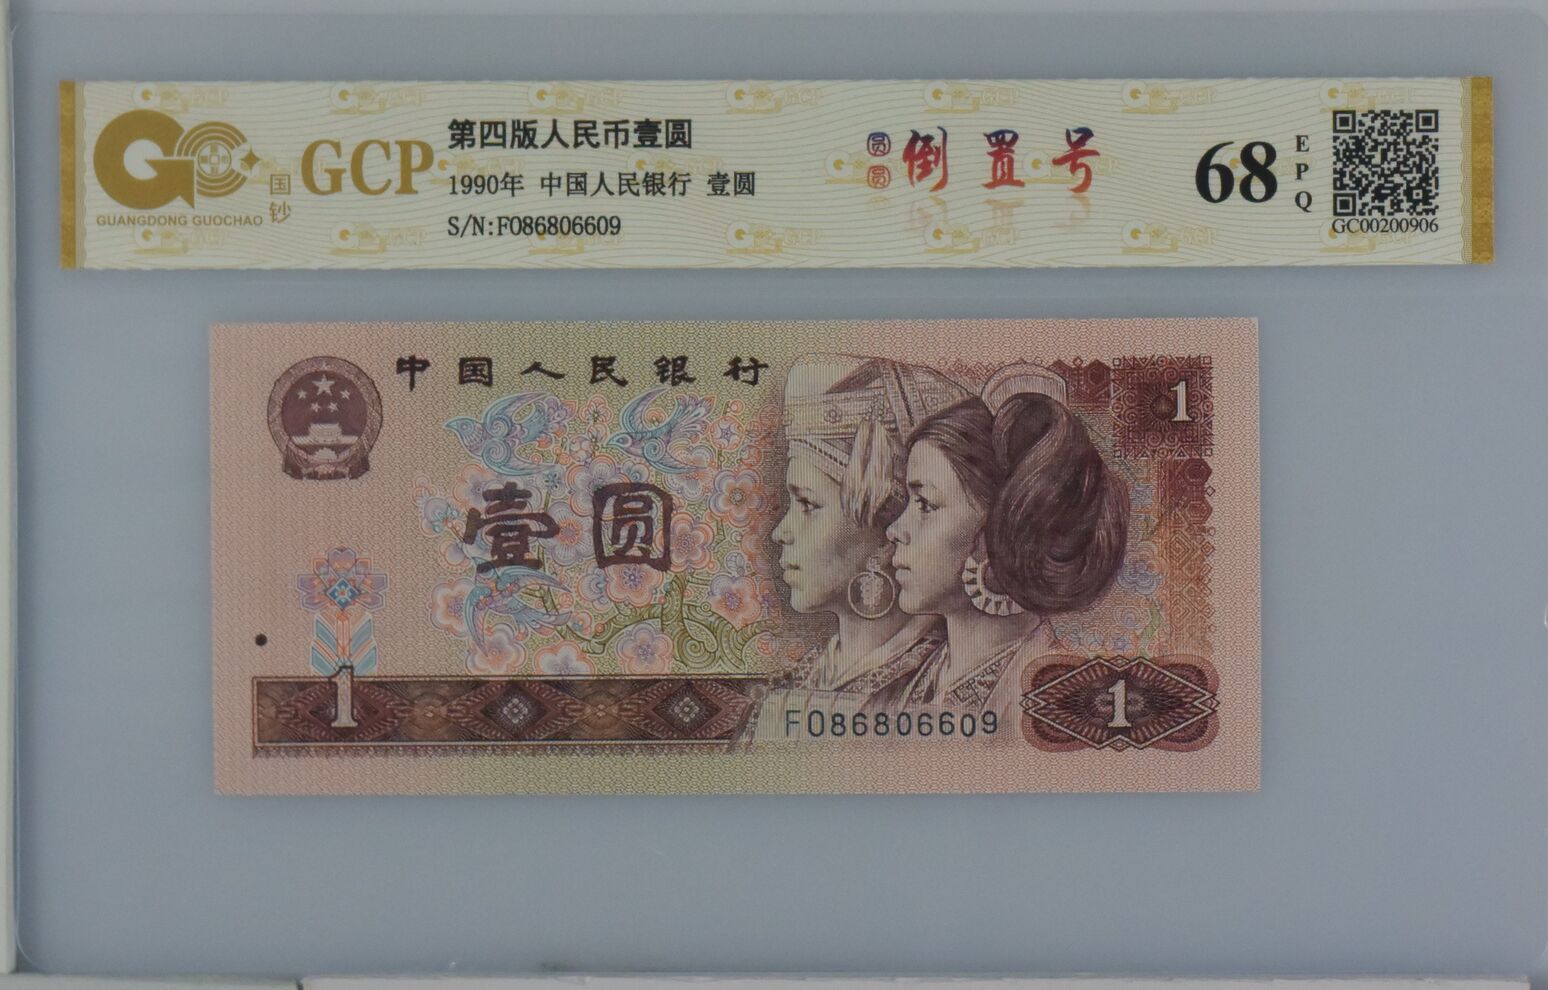 GUANGDONG GUOCHAO
国钞
GCP
第四版人民币壹圆
1990年 中国人民银行 壹圆
S/N:F086806609
圆
圆
倒置号
68
EPQ
GC00200906
中国人民银行
1
壹圆
1
F086806609
1